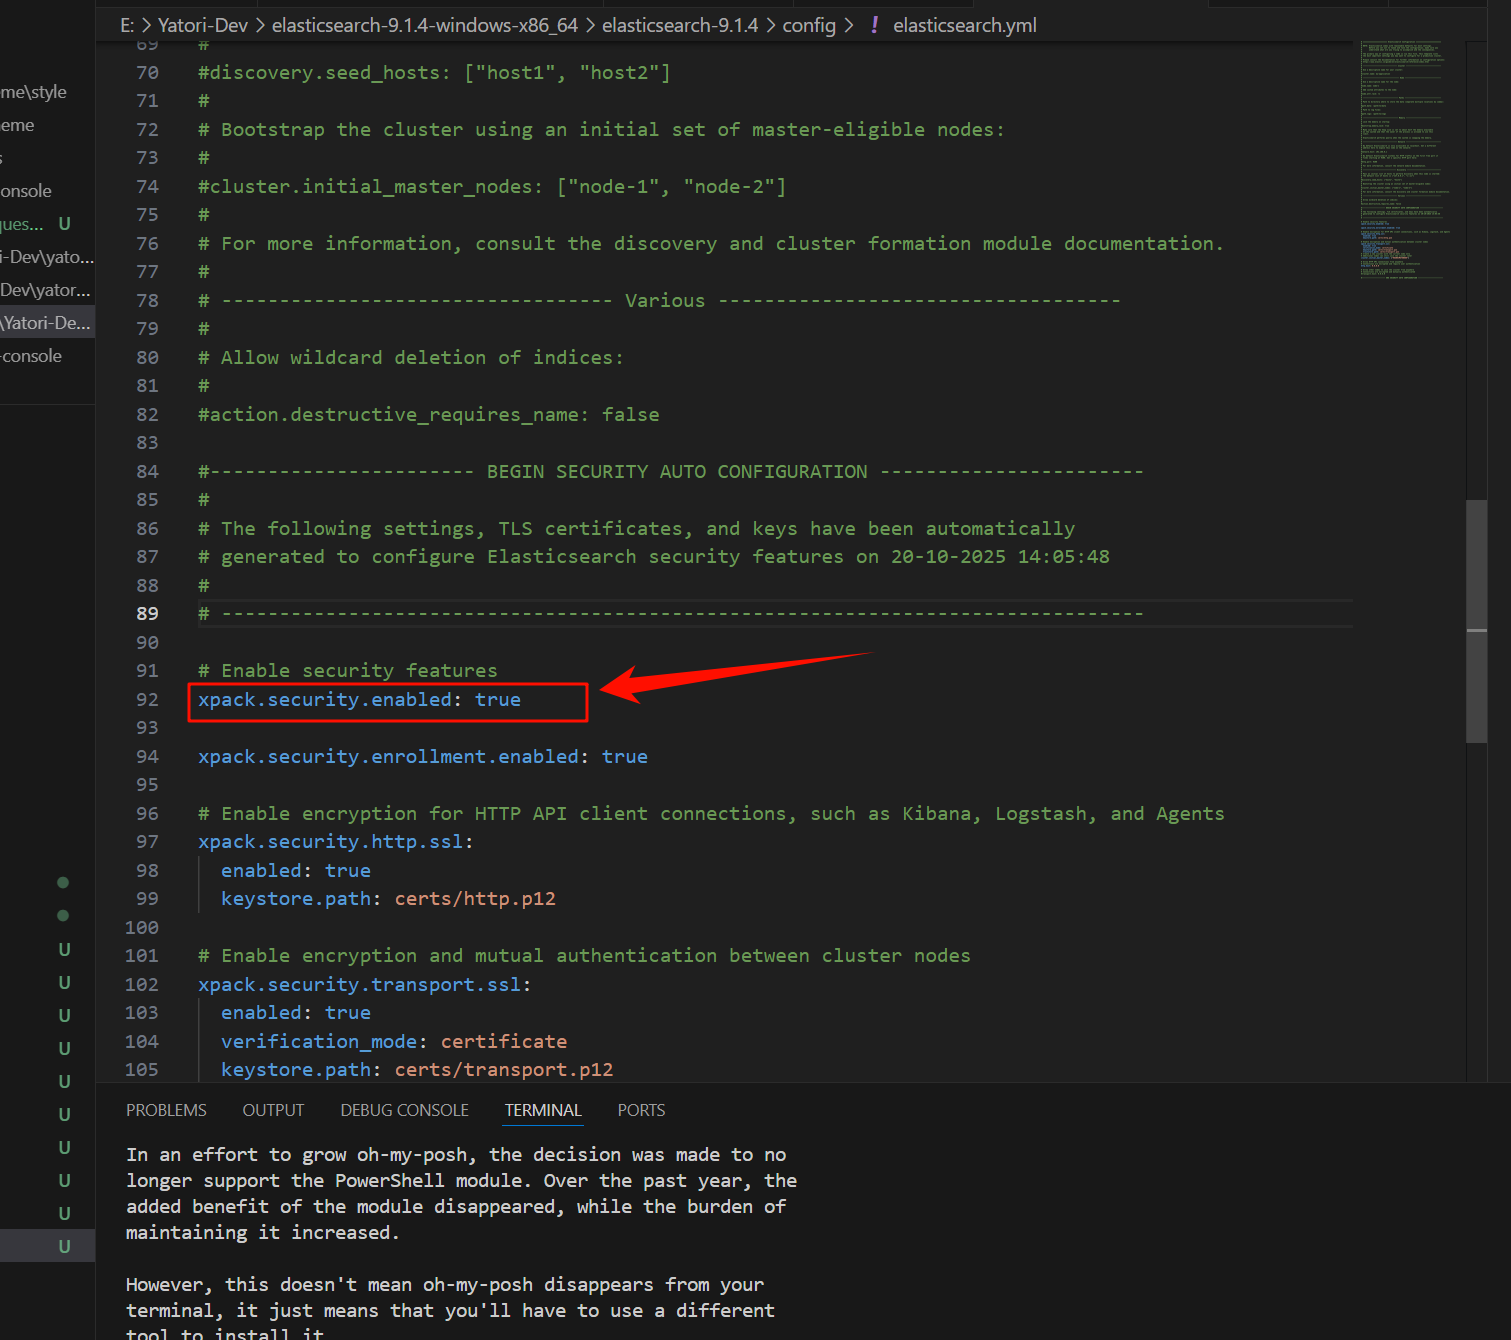 E: > Yatori-Dev > elasticsearch-9.1.4-windows-x86_64 > elasticsearch-9.1.4 > config > ! elasticsearch.yml
me\style
eme
s
onsole
ques... U
i-Dev\yato...
Dev\yator...
\Yatori-De...
-console
U
U
U
U
U
U
U
U
U
U
69 #
70 #discovery.seed_hosts: ["host1", "host2"]
71 #
72 # Bootstrap the cluster using an initial set of master-eligible nodes:
73 #
74 #cluster.initial_master_nodes: ["node-1", "node-2"]
75 #
76 # For more information, consult the discovery and cluster formation module documentation.
77 #
78 # ---------------------------------- Various -----------------------------------
79 #
80 # Allow wildcard deletion of indices:
81 #
82 #action.destructive_requires_name: false
83
84 #----------------------- BEGIN SECURITY AUTO CONFIGURATION -----------------------
85 #
86 # The following settings, TLS certificates, and keys have been automatically
87 # generated to configure Elasticsearch security features on 20-10-2025 14:05:48
88 #
89 # --------------------------------------------------------------------------------
90
91 # Enable security features
92 xpack.security.enabled: true
93
94 xpack.security.enrollment.enabled: true
95
96 # Enable encryption for HTTP API client connections, such as Kibana, Logstash, and Agents
97 xpack.security.http.ssl:
98   enabled: true
99   keystore.path: certs/http.p12
100
101 # Enable encryption and mutual authentication between cluster nodes
102 xpack.security.transport.ssl:
103   enabled: true
104   verification_mode: certificate
105   keystore.path: certs/transport.p12
PROBLEMS OUTPUT DEBUG CONSOLE TERMINAL PORTS
In an effort to grow oh-my-posh, the decision was made to no
longer support the PowerShell module. Over the past year, the
added benefit of the module disappeared, while the burden of
maintaining it increased.
However, this doesn't mean oh-my-posh disappears from your
terminal, it just means that you'll have to use a different
tool to install it